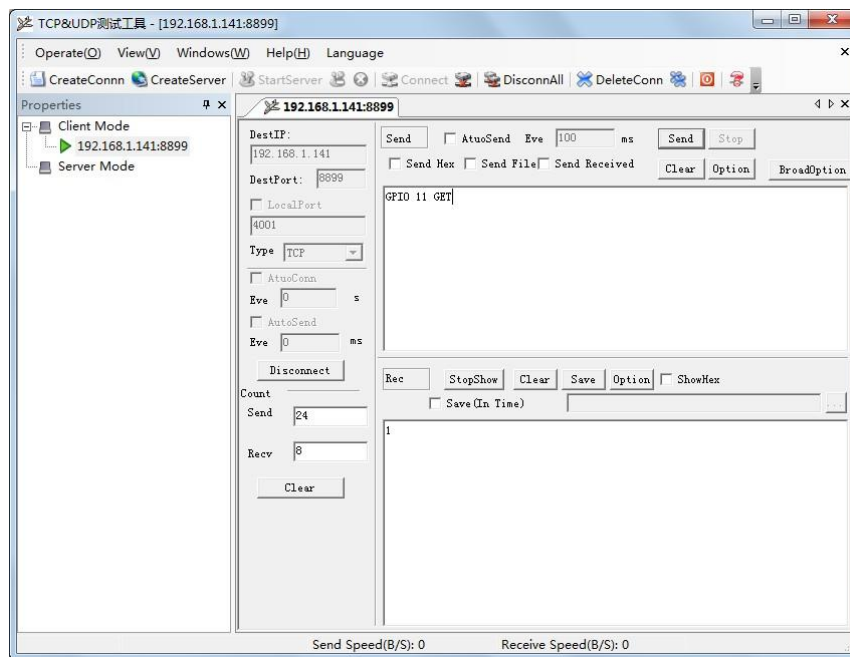 TCP&UDP测试工具 - [192.168.1.141:8899]
Operate(O) View(V) Windows(W) Help(H) Language
CreateConnn CreateServer StartServer Connect DisconnAll DeleteConn
Properties
Client Mode
192.168.1.141:8899
Server Mode
192.168.1.141:8899
DestIP:
192.168.1.141
DestPort: 8899
LocalPort
4001
Type TCP
AtuoConn
Eve 0 s
AutoSend
Eve 0 ms
Disconnect
Count
Send 24
Recv 8
Clear
Send AtuoSend Eve 100 ms Send Stop
Send Hex Send File Send Received Clear Option BroadOption
GPIO 11 GET
Rec StopShow Clear Save Option ShowHex
Save(In Time) ...
1
Send Speed(B/S): 0 Receive Speed(B/S): 0